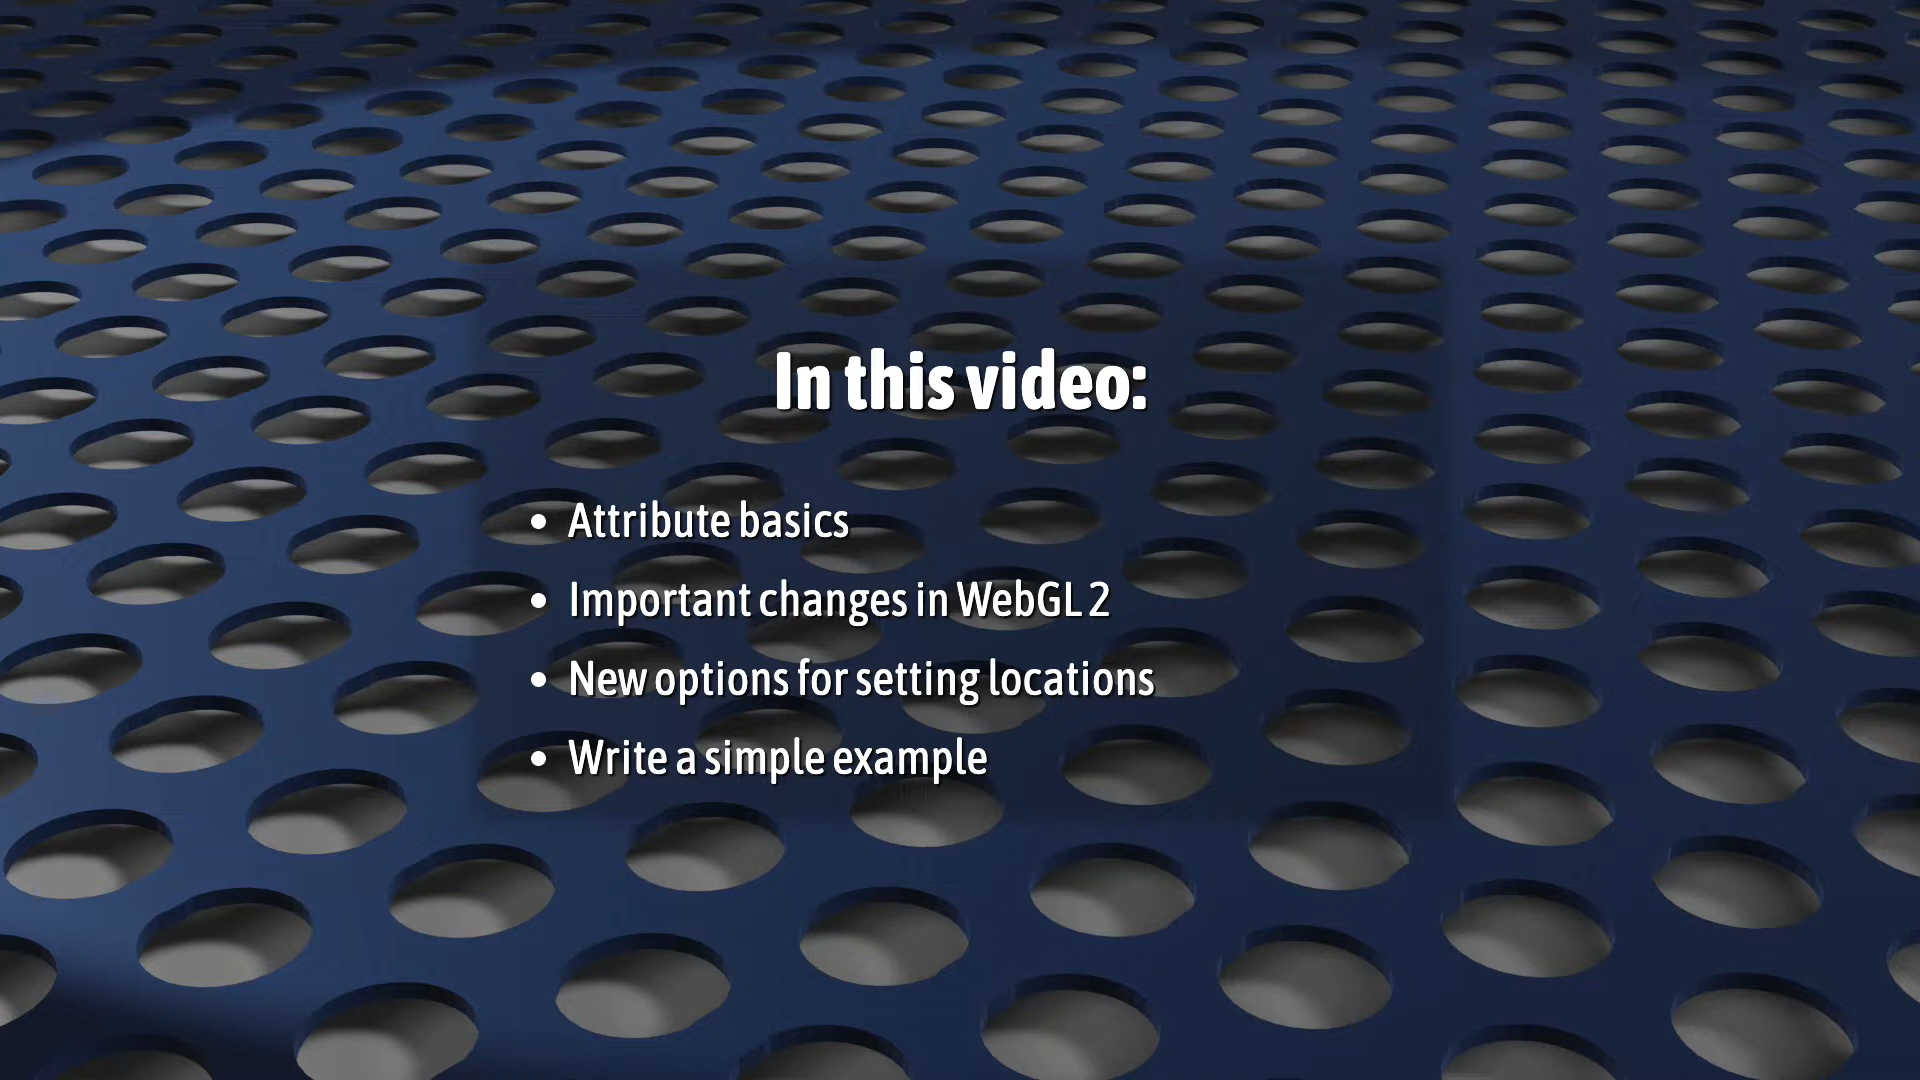 In this video:
• Attribute basics
• Important changes in WebGL 2
• New options for setting locations
• Write a simple example